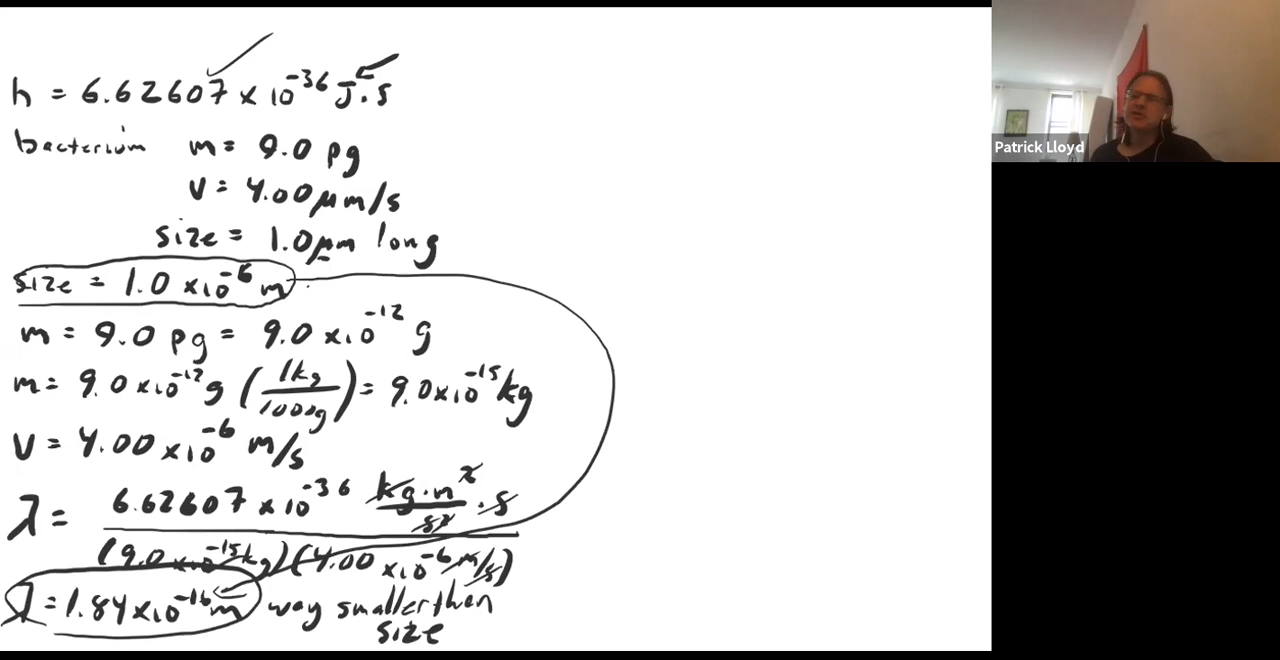 h = 6.62607 × 10⁻³⁶ J·s
bacterium m = 9.0 pg
v = 4.00 μm/s
size = 1.0 μm long
size = 1.0 × 10⁻⁶ m
m = 9.0 pg = 9.0 × 10⁻¹² g
m = 9.0 × 10⁻¹² g (1kg/1000g) = 9.0 × 10⁻¹⁵ kg
v = 4.00 × 10⁻⁶ m/s
λ = 6.62607 × 10⁻³⁶ kg·m²/s² · s
(9.0 × 10⁻¹⁵ kg)(4.00 × 10⁻⁶ m/s)
λ = 1.84 × 10⁻¹⁶ m way smaller then
size
Patrick Lloyd